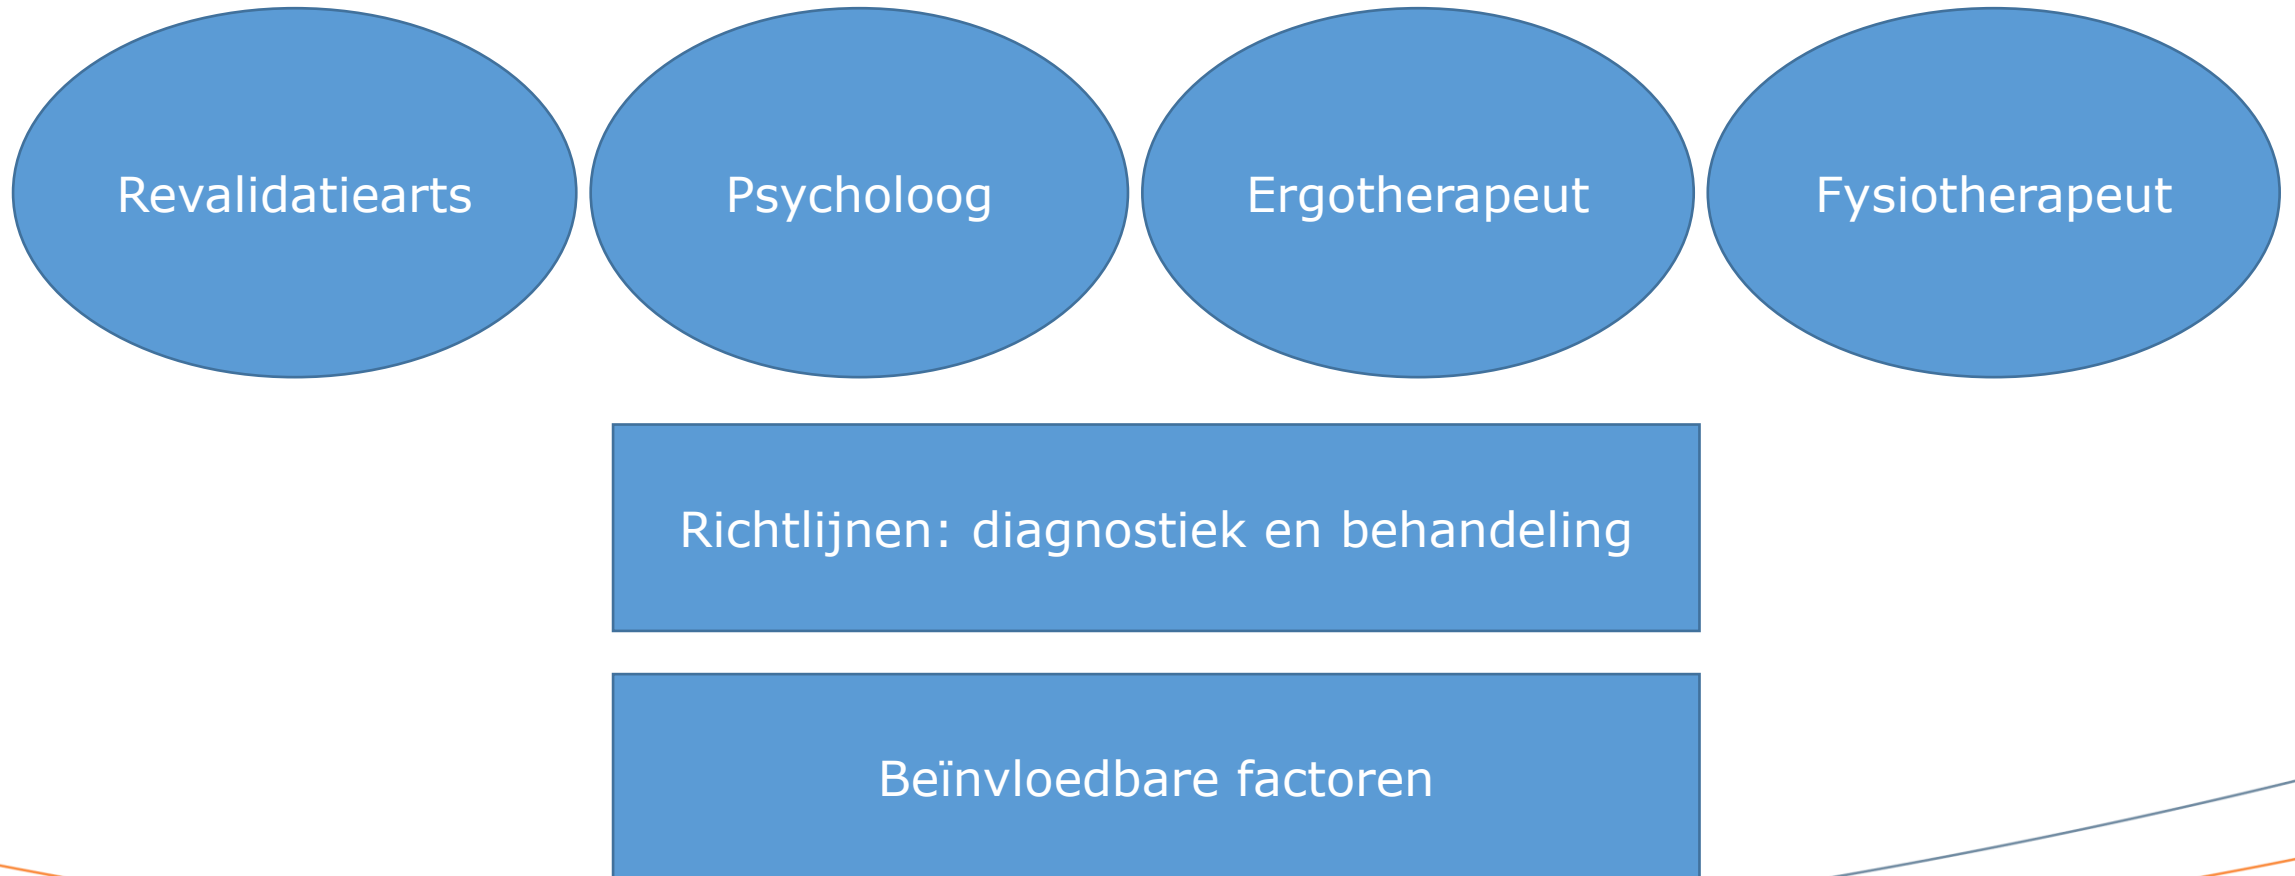 Revalidatiearts
Psycholoog
Ergotherapeut
Fysiotherapeut
Richtlijnen: diagnostiek en behandeling
Beïnvloedbare factoren